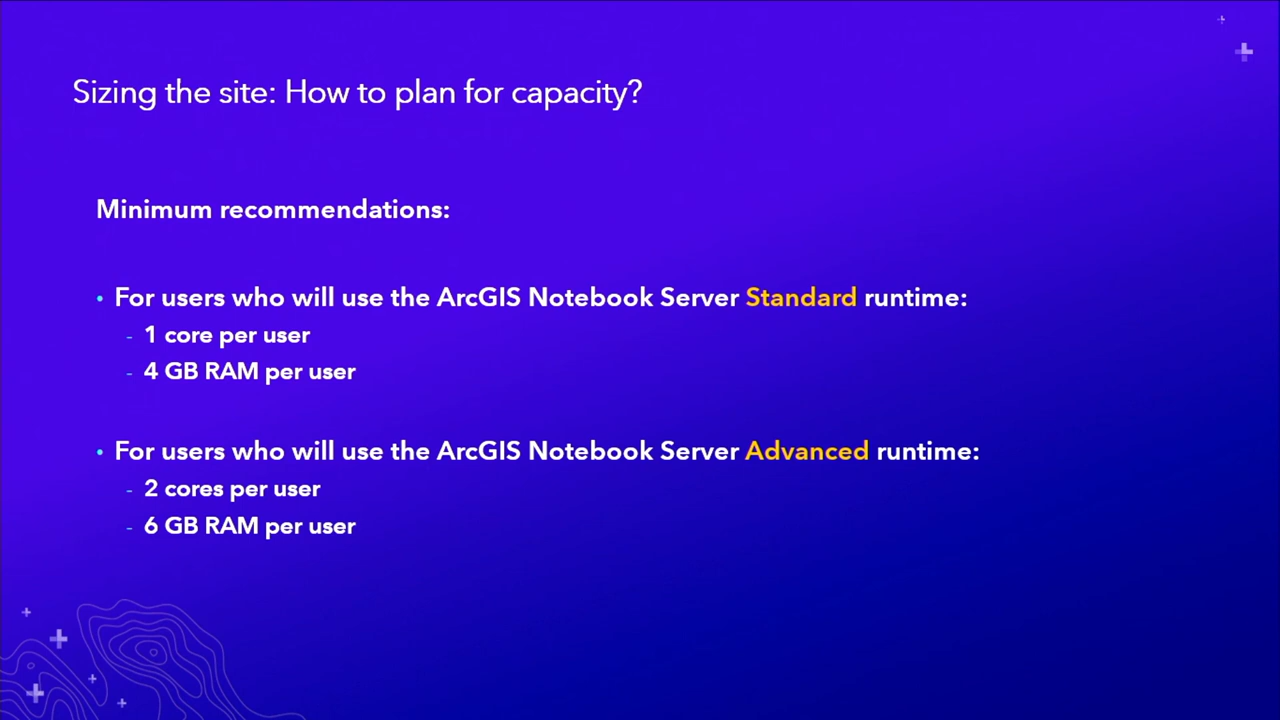 Sizing the site: How to plan for capacity?
Minimum recommendations:
• For users who will use the ArcGIS Notebook Server Standard runtime:
- 1 core per user
- 4 GB RAM per user
• For users who will use the ArcGIS Notebook Server Advanced runtime:
- 2 cores per user
- 6 GB RAM per user